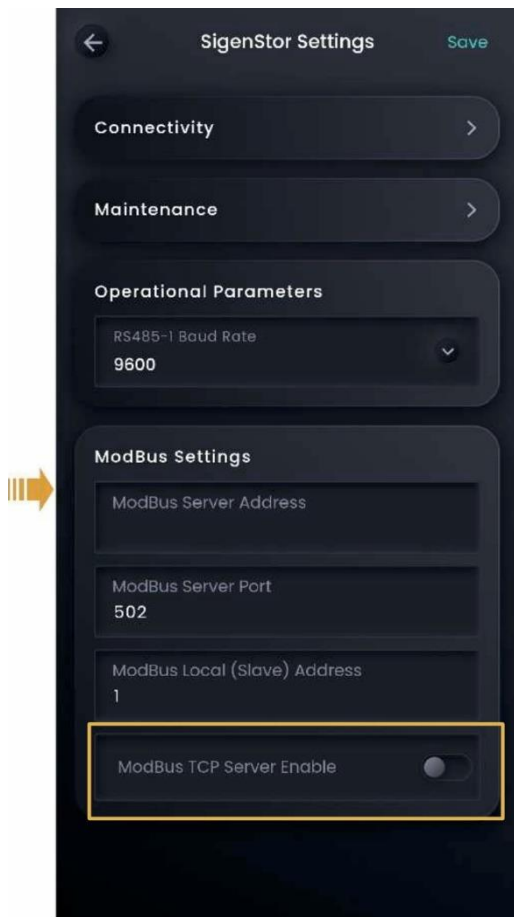 SigenStor Settings
Save
Connectivity
Maintenance
Operational Parameters
RS485-1 Baud Rate
9600
ModBus Settings
ModBus Server Address
ModBus Server Port
502
ModBus Local (Slave) Address
1
ModBus TCP Server Enable